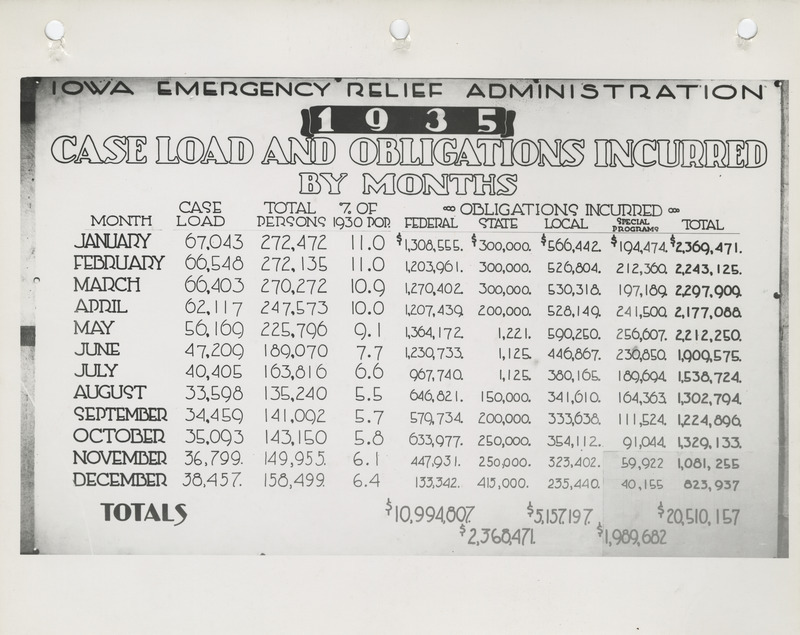 IOWA EMERGENCY RELIEF ADMINISTRATION
1935
CASE LOAD AND OBLIGATIONS INCURRED
BY MONTHS
MONTH CASE LOAD TOTAL PERSONS % OF 1930 POP. OBLIGATIONS INCURRED FEDERAL STATE LOCAL SPECIAL PROGRAMS TOTAL
JANUARY 67,043 272,472 11.0 $1,308,555. $300,000. $566,442. $194,474. $2,369,471.
FEBRUARY 66,548 272,135 11.0 1,203,961. 300,000. 526,804. 212,360. 2,243,125.
MARCH 66,403 270,272 10.9 1,270,402. 300,000. 530,318. 197,189. 2,297,909.
APRIL 62,117 247,573 10.0 1,207,439. 200,000. 528,149. 241,500. 2,177,088.
MAY 56,169 225,796 9.1 1,364,172. 1,221. 590,250. 256,607. 2,212,250.
JUNE 47,209 189,070 7.7 1,230,733. 1,125. 446,867. 230,850. 1,909,575.
JULY 40,405 163,816 6.6 967,740. 1,125. 380,165. 189,694. 1,538,724.
AUGUST 33,598 135,240 5.5 646,821. 150,000. 341,610. 164,363. 1,302,794.
SEPTEMBER 34,459 141,092 5.7 579,734. 200,000. 333,638. 111,524. 1,224,896.
OCTOBER 35,093 143,150 5.8 633,977. 250,000. 354,112. 91,044. 1,329,133.
NOVEMBER 36,799. 149,955. 6.1 447,931. 250,000. 323,402. 59,922 1,081,255
DECEMBER 38,457. 158,499. 6.4 133,342. 415,000. 235,440. 40,155 823,937
TOTALS $10,994,807. $5,157,197. $20,510,157
$2,368,471. $1,989,682